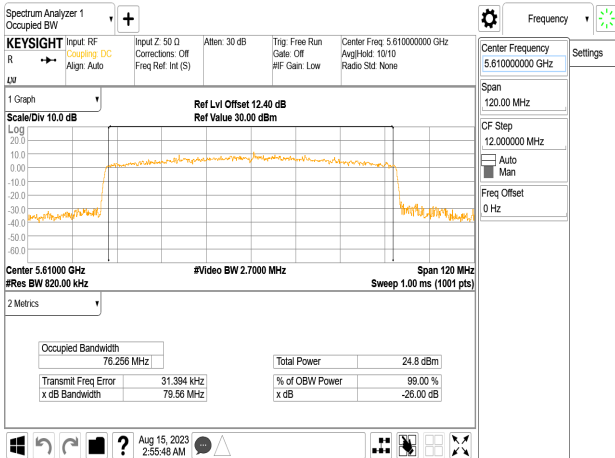 Spectrum Analyzer 1
Occupied BW
Frequency
KEYSIGHT
R
Input: RF
Coupling: DC
Align: Auto
Input Z: 50 Ω
Corrections: Off
Freq Ref: Int (S)
Atten: 30 dB
Trig: Free Run
Gate: Off
#IF Gain: Low
Center Freq: 5.610000000 GHz
Avg|Hold: 10/10
Radio Std: None
Center Frequency
5.610000000 GHz
Settings
Span
120.00 MHz
CF Step
12.000000 MHz
Auto
Man
Freq Offset
0 Hz
1 Graph
Scale/Div 10.0 dB
Ref Lvl Offset 12.40 dB
Ref Value 30.00 dBm
Log
20.0
10.0
0.00
-10.0
-20.0
-30.0
-40.0
-50.0
-60.0
Center 5.61000 GHz
#Res BW 820.00 kHz
#Video BW 2.7000 MHz
Span 120 MHz
Sweep 1.00 ms (1001 pts)
2 Metrics
Occupied Bandwidth
76.256 MHz
Total Power 24.8 dBm
Transmit Freq Error 31.394 kHz
% of OBW Power 99.00 %
x dB Bandwidth 79.56 MHz
x dB -26.00 dB
?
Aug 15, 2023
2:55:48 AM